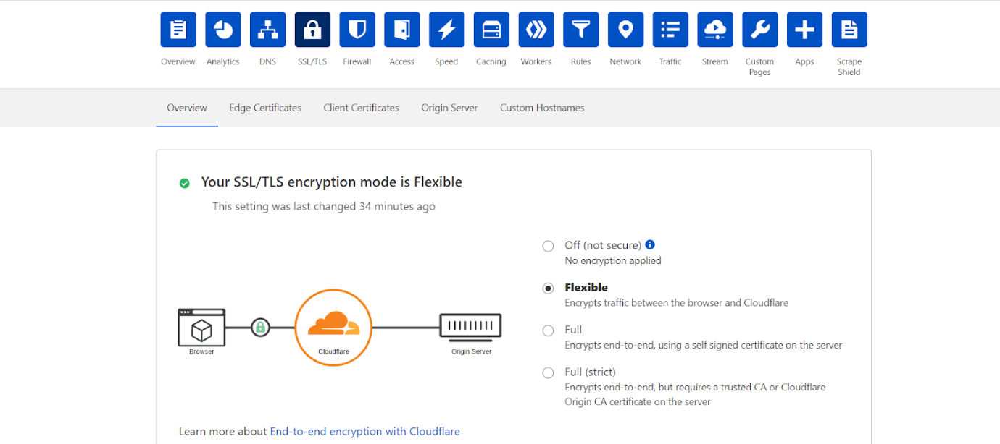 Overview Analytics DNS SSL/TLS Firewall Access Speed Caching Workers Rules Network Traffic Stream Custom Pages Apps Scrape Shield
Overview Edge Certificates Client Certificates Origin Server Custom Hostnames
Your SSL/TLS encryption mode is Flexible
This setting was last changed 34 minutes ago
Browser
Cloudflare
Origin Server
Off (not secure)
No encryption applied
Flexible
Encrypts traffic between the browser and Cloudflare
Full
Encrypts end-to-end, using a self signed certificate on the server
Full (strict)
Encrypts end-to-end, but requires a trusted CA or Cloudflare
Origin CA certificate on the server
Learn more about End-to-end encryption with Cloudflare